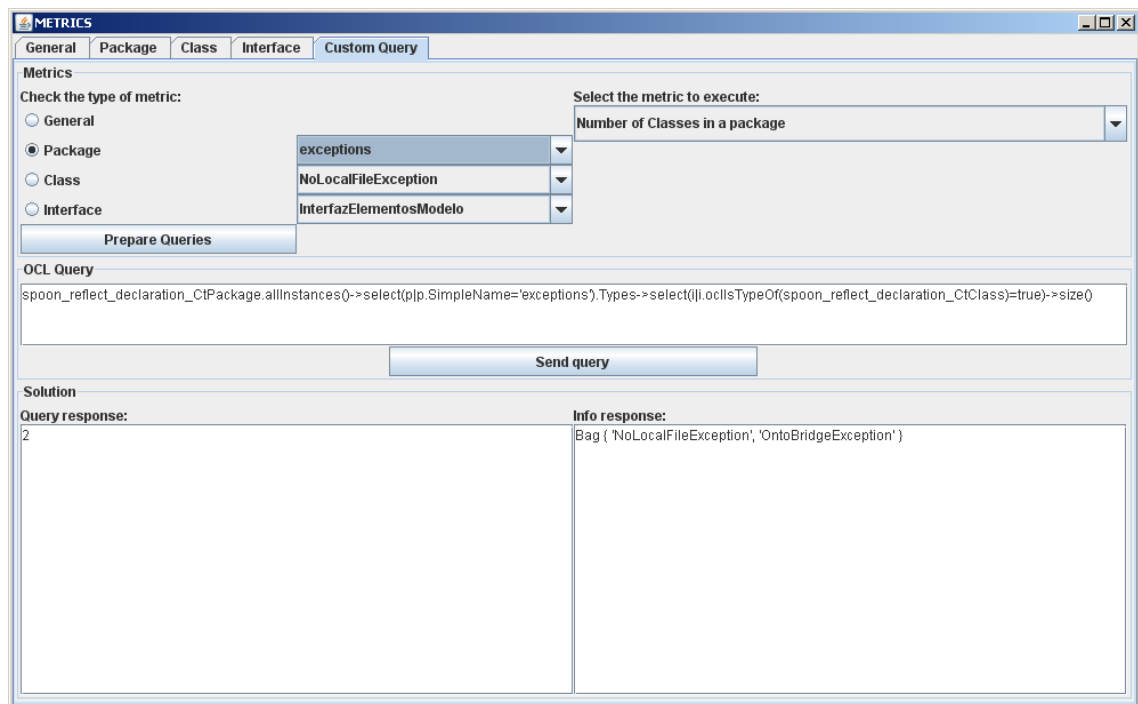 METRICS
General Package Class Interface Custom Query
Metrics
Check the type of metric:
Select the metric to execute:
General
Number of Classes in a package
Package
exceptions
Class
NoLocalFileException
Interface
InterfazElementosModelo
Prepare Queries
OCL Query
spoon_reflect_declaration_CtPackage.allInstances()->select(p|p.SimpleName='exceptions').Types->select(i|i.oclIsTypeOf(spoon_reflect_declaration_CtClass)=true)->size()
Send query
Solution
Query response:
Info response:
2
Bag { 'NoLocalFileException', 'OntoBridgeException' }